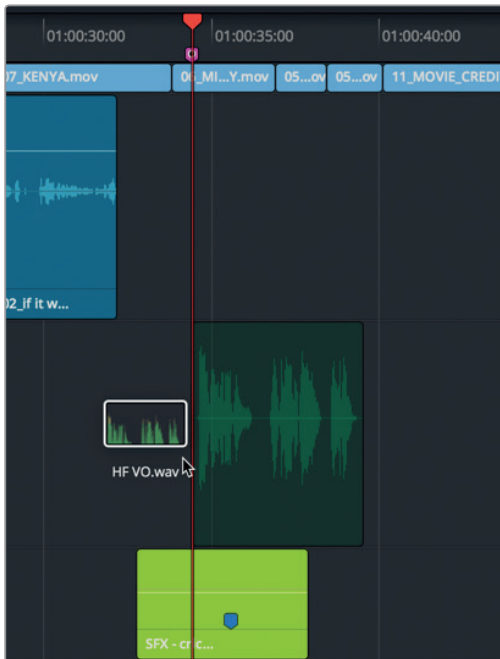 01:00:30:00 01:00:35:00 01:00:40:00
07_KENYA.mov 06_MI...Y.mov 05...ov 05...ov 11_MOVIE_CREDI
02_if it w...
HF VO.wav
SFX - cric...